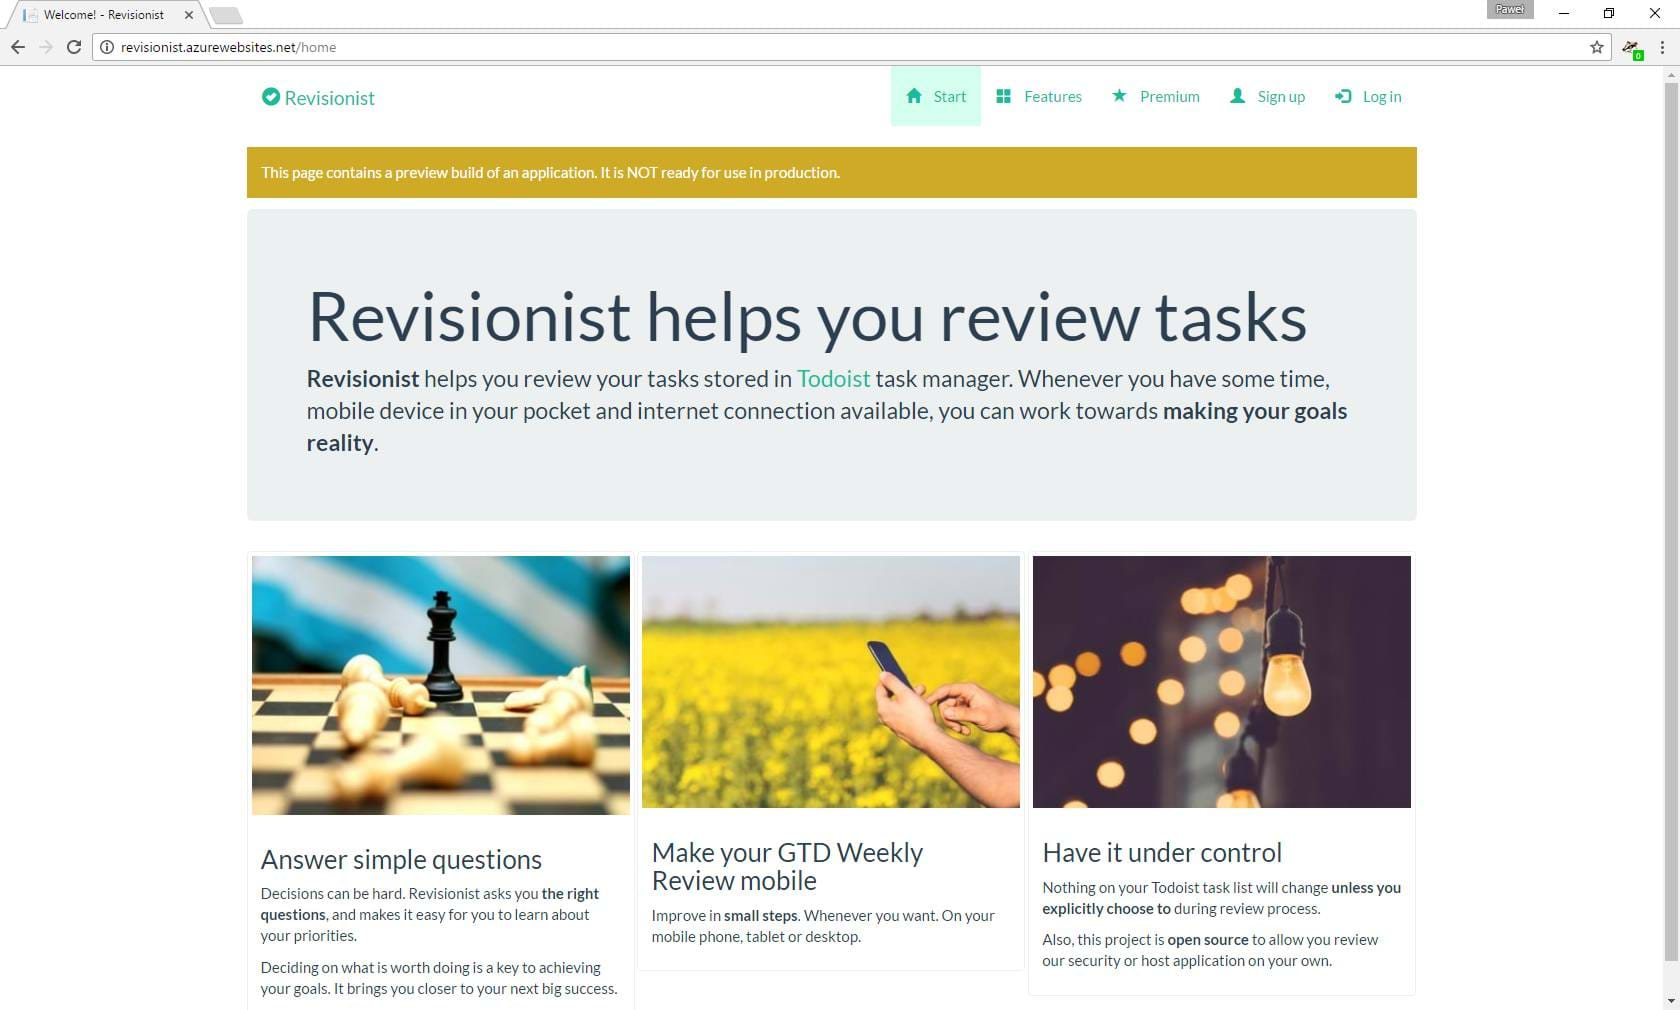 Welcome! - Revisionist
Paweł
revisionist.azurewebsites.net/home
0
Revisionist
Start
Features
Premium
Sign up
Log in
This page contains a preview build of an application. It is NOT ready for use in production.
Revisionist helps you review tasks
Revisionist helps you review your tasks stored in Todoist task manager. Whenever you have some time,
mobile device in your pocket and internet connection available, you can work towards making your goals
reality.
Answer simple questions
Decisions can be hard. Revisionist asks you the right
questions, and makes it easy for you to learn about
your priorities.
Deciding on what is worth doing is a key to achieving
your goals. It brings you closer to your next big success.
Make your GTD Weekly
Review mobile
Improve in small steps. Whenever you want. On your
mobile phone, tablet or desktop.
Have it under control
Nothing on your Todoist task list will change unless you
explicitly choose to during review process.
Also, this project is open source to allow you review
our security or host application on your own.